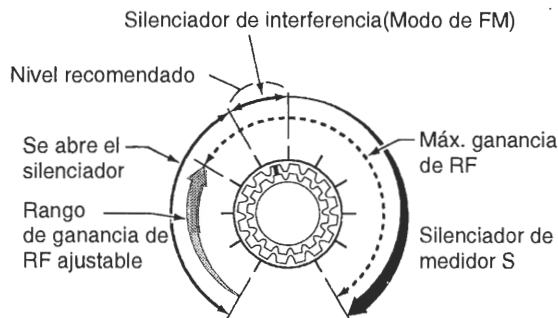 Silenciador de interferencia(Modo de FM)
Nivel recomendado
Se abre el
silenciador
Máx. ganancia
de RF
Rango
de ganancia de
RF ajustable
Silenciador de
medidor S